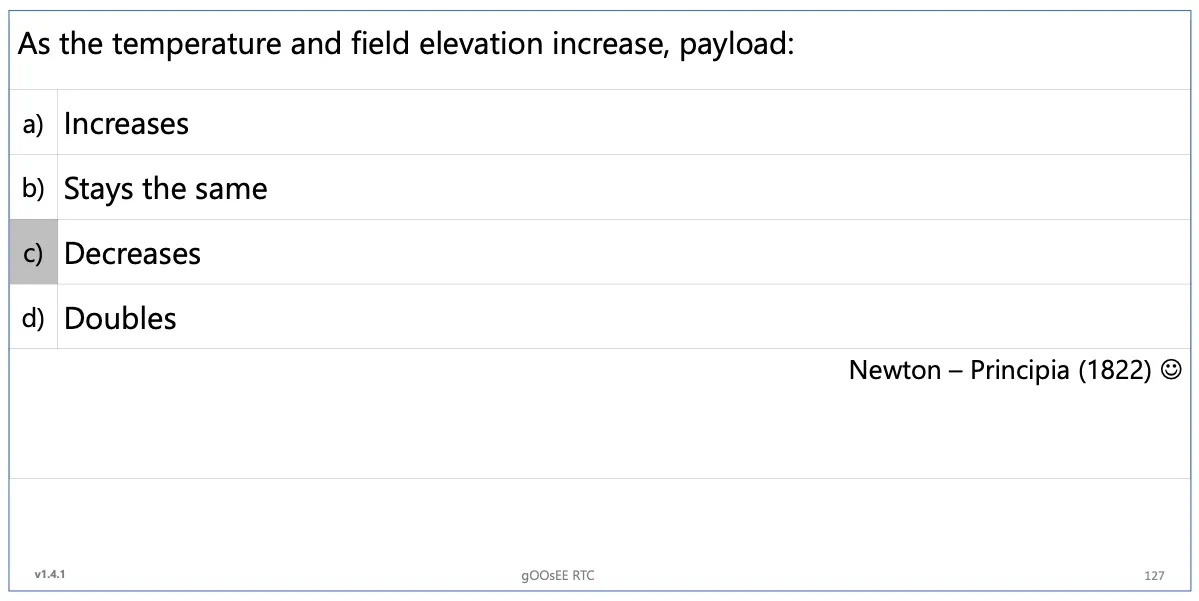 As the temperature and field elevation increase, payload:
a) Increases
b) Stays the same
c) Decreases
d) Doubles
Newton – Principia (1822) ☺
v1.4.1 gOOsEE RTC 127